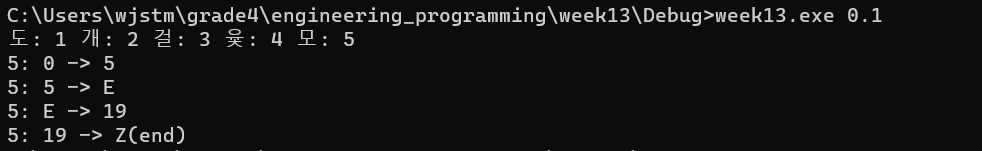 C:\Users\wjstm\grade4\engineering_programming\week13\Debug>week13.exe 0.1
도: 1 개: 2 걸: 3 윷: 4 모: 5
5: 0 -> 5
5: 5 -> E
5: E -> 19
5: 19 -> Z(end)